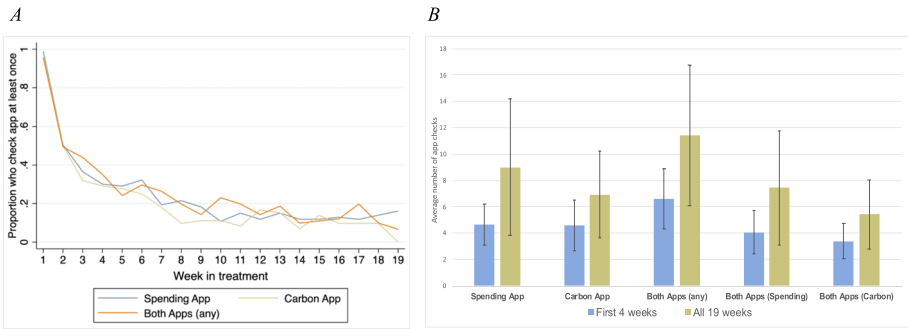 A
B
Proportion who check app at least once
1
.8
.6
.4
.2
0
1 2 3 4 5 6 7 8 9 10 11 12 13 14 15 16 17 18 19
Week in treatment
Spending App
Carbon App
Both Apps (any)
Average number of app checks
18
16
14
12
10
8
6
4
2
0
Spending App
Carbon App
Both Apps (any)
Both Apps (Spending)
Both Apps (Carbon)
First 4 weeks
All 19 weeks